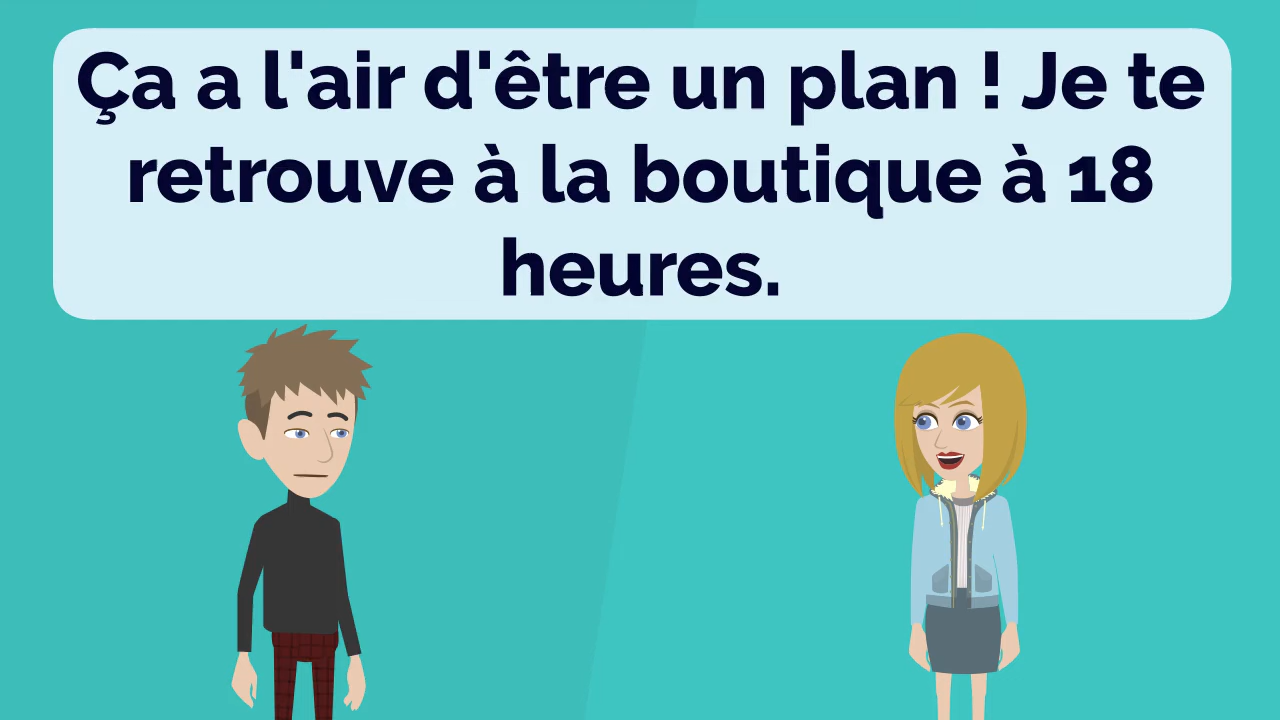 Ça a l'air d'être un plan ! Je te
retrouve à la boutique à 18
heures.